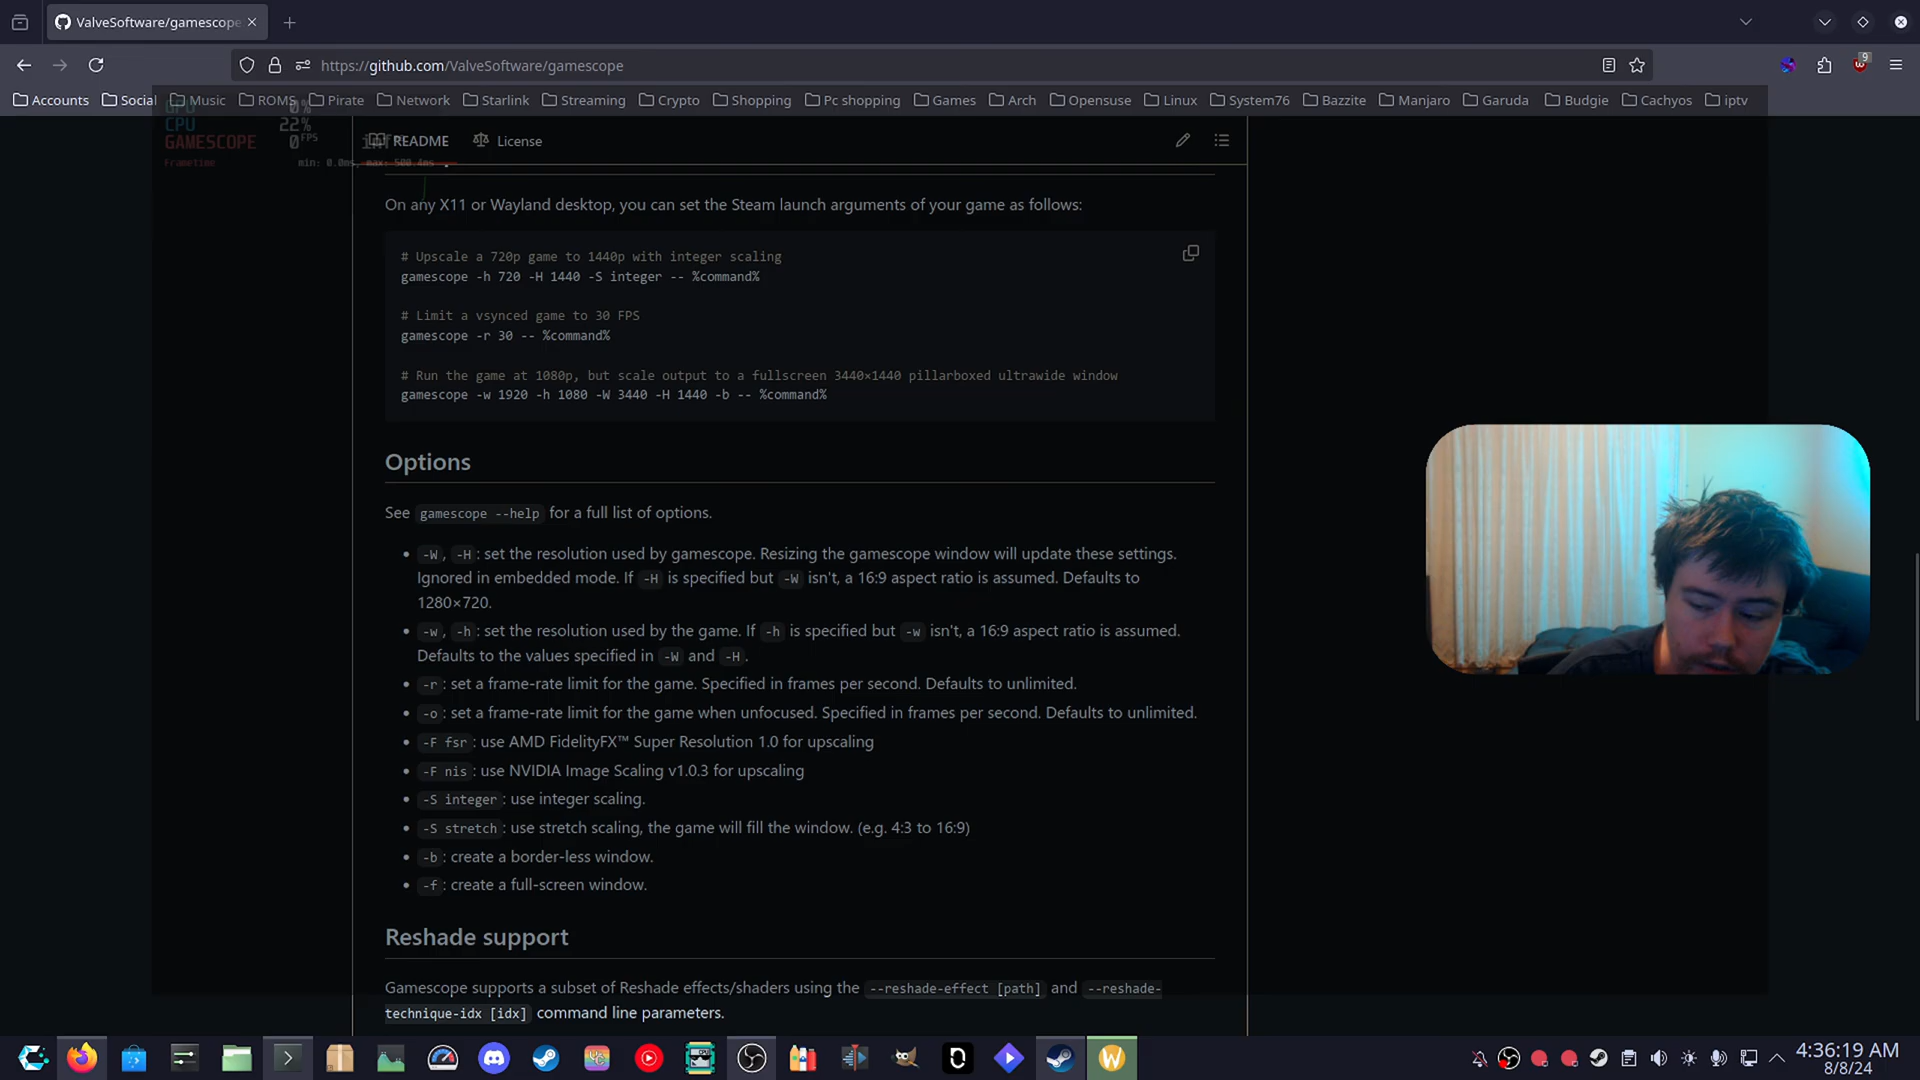 ValveSoftware/gamescope
https://github.com/ValveSoftware/gamescope
9
Accounts Social Music ROMS Pirate Network Starlink Streaming Crypto Shopping Pc shopping Games Arch Opensuse Linux System76 Bazzite Manjaro Garuda Budgie Cachyos iptv
GPU 0%
CPU 22%
GAMESCOPE 0 FPS
frametime min: 0.0ms, max: 500.4ms
README License
On any X11 or Wayland desktop, you can set the Steam launch arguments of your game as follows:
# Upscale a 720p game to 1440p with integer scaling
gamescope -h 720 -H 1440 -S integer -- %command%
# Limit a vsynced game to 30 FPS
gamescope -r 30 -- %command%
# Run the game at 1080p, but scale output to a fullscreen 3440×1440 pillarboxed ultrawide window
gamescope -w 1920 -h 1080 -W 3440 -H 1440 -b -- %command%
Options
See gamescope --help for a full list of options.
• -W, -H: set the resolution used by gamescope. Resizing the gamescope window will update these settings.
Ignored in embedded mode. If -H is specified but -W isn't, a 16:9 aspect ratio is assumed. Defaults to
1280×720.
• -w, -h: set the resolution used by the game. If -h is specified but -w isn't, a 16:9 aspect ratio is assumed.
Defaults to the values specified in -W and -H.
• -r: set a frame-rate limit for the game. Specified in frames per second. Defaults to unlimited.
• -o: set a frame-rate limit for the game when unfocused. Specified in frames per second. Defaults to unlimited.
• -F fsr: use AMD FidelityFX™ Super Resolution 1.0 for upscaling
• -F nis: use NVIDIA Image Scaling v1.0.3 for upscaling
• -S integer: use integer scaling.
• -S stretch: use stretch scaling, the game will fill the window. (e.g. 4:3 to 16:9)
• -b: create a border-less window.
• -f: create a full-screen window.
Reshade support
Gamescope supports a subset of Reshade effects/shaders using the --reshade-effect [path] and --reshade-
technique-idx [idx] command line parameters.
4:36:19 AM
8/8/24